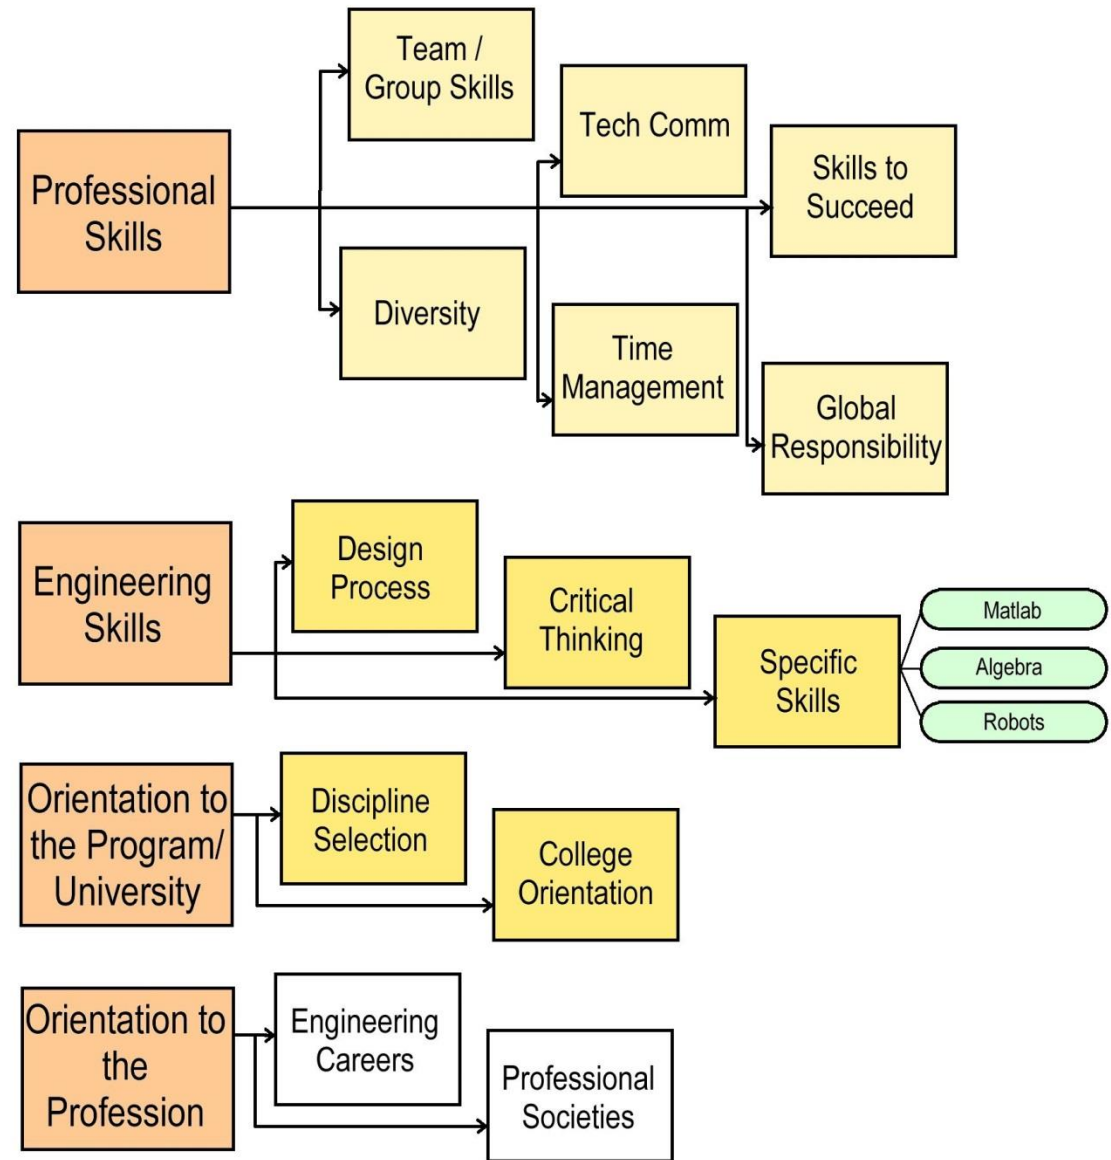 Professional
Skills
Team /
Group Skills
Tech Comm
Skills to
Succeed
Diversity
Time
Management
Global
Responsibility
Engineering
Skills
Design
Process
Critical
Thinking
Specific
Skills
Matlab
Algebra
Robots
Orientation to
the Program/
University
Discipline
Selection
College
Orientation
Orientation to
the
Profession
Engineering
Careers
Professional
Societies